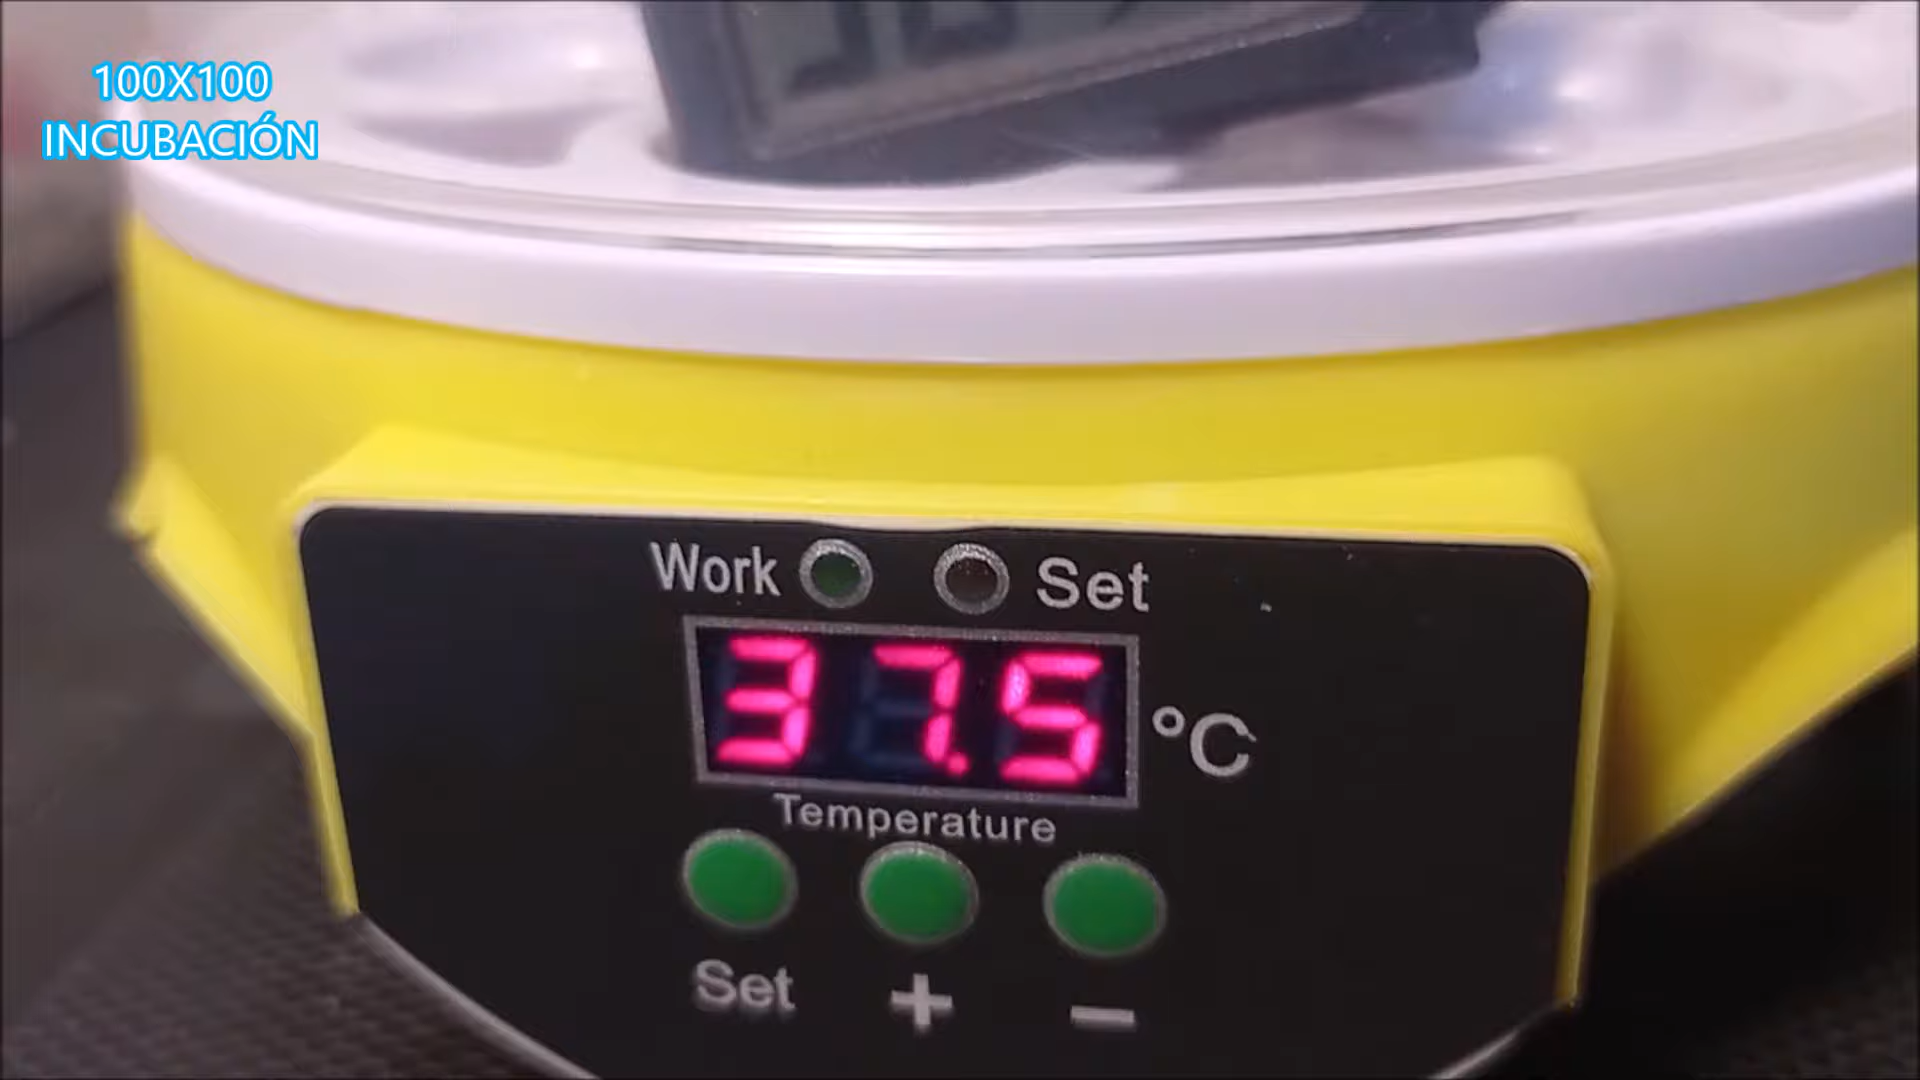 100X100
INCUBACIÓN
Work Set
37.5 °C
Temperature
Set + −